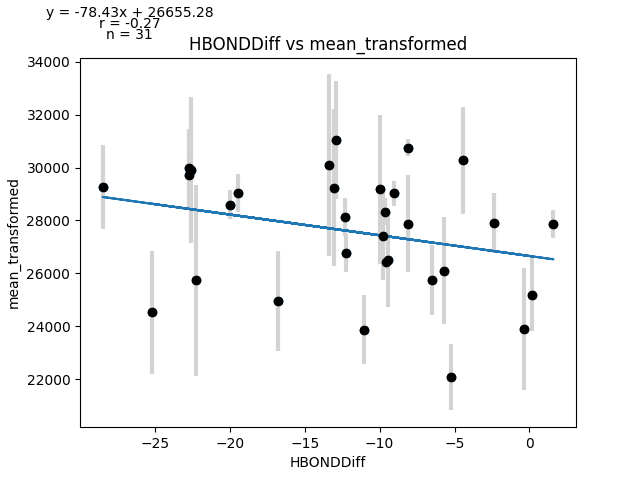 y = -78.43x + 26655.28
r = -0.27
n = 31
HBONDDiff vs mean_transformed
34000
32000
30000
28000
26000
24000
22000
mean_transformed
−25
−20
−15
−10
−5
0
HBONDDiff